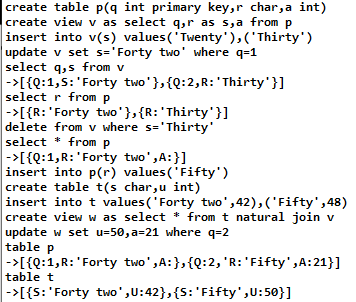 create table p(q int primary key,r char,a int)
create view v as select q,r as s,a from p
insert into v(s) values('Twenty'),('Thirty')
update v set s='Forty two' where q=1
select q,s from v
->[{Q:1,S:'Forty two'},{Q:2,R:'Thirty'}]
select r from p
->[{R:'Forty two'},{R:'Thirty'}]
delete from v where s='Thirty'
select * from p
->[{Q:1,R:'Forty two',A:}]
insert into p(r) values('Fifty')
create table t(s char,u int)
insert into t values('Forty two',42),('Fifty',48)
create view w as select * from t natural join v
update w set u=50,a=21 where q=2
table p
->[{Q:1,R:'Forty two',A:},{Q:2,'R:'Fifty',A:21}]
table t
->[{S:'Forty two',U:42},{S:'Fifty',U:50}]